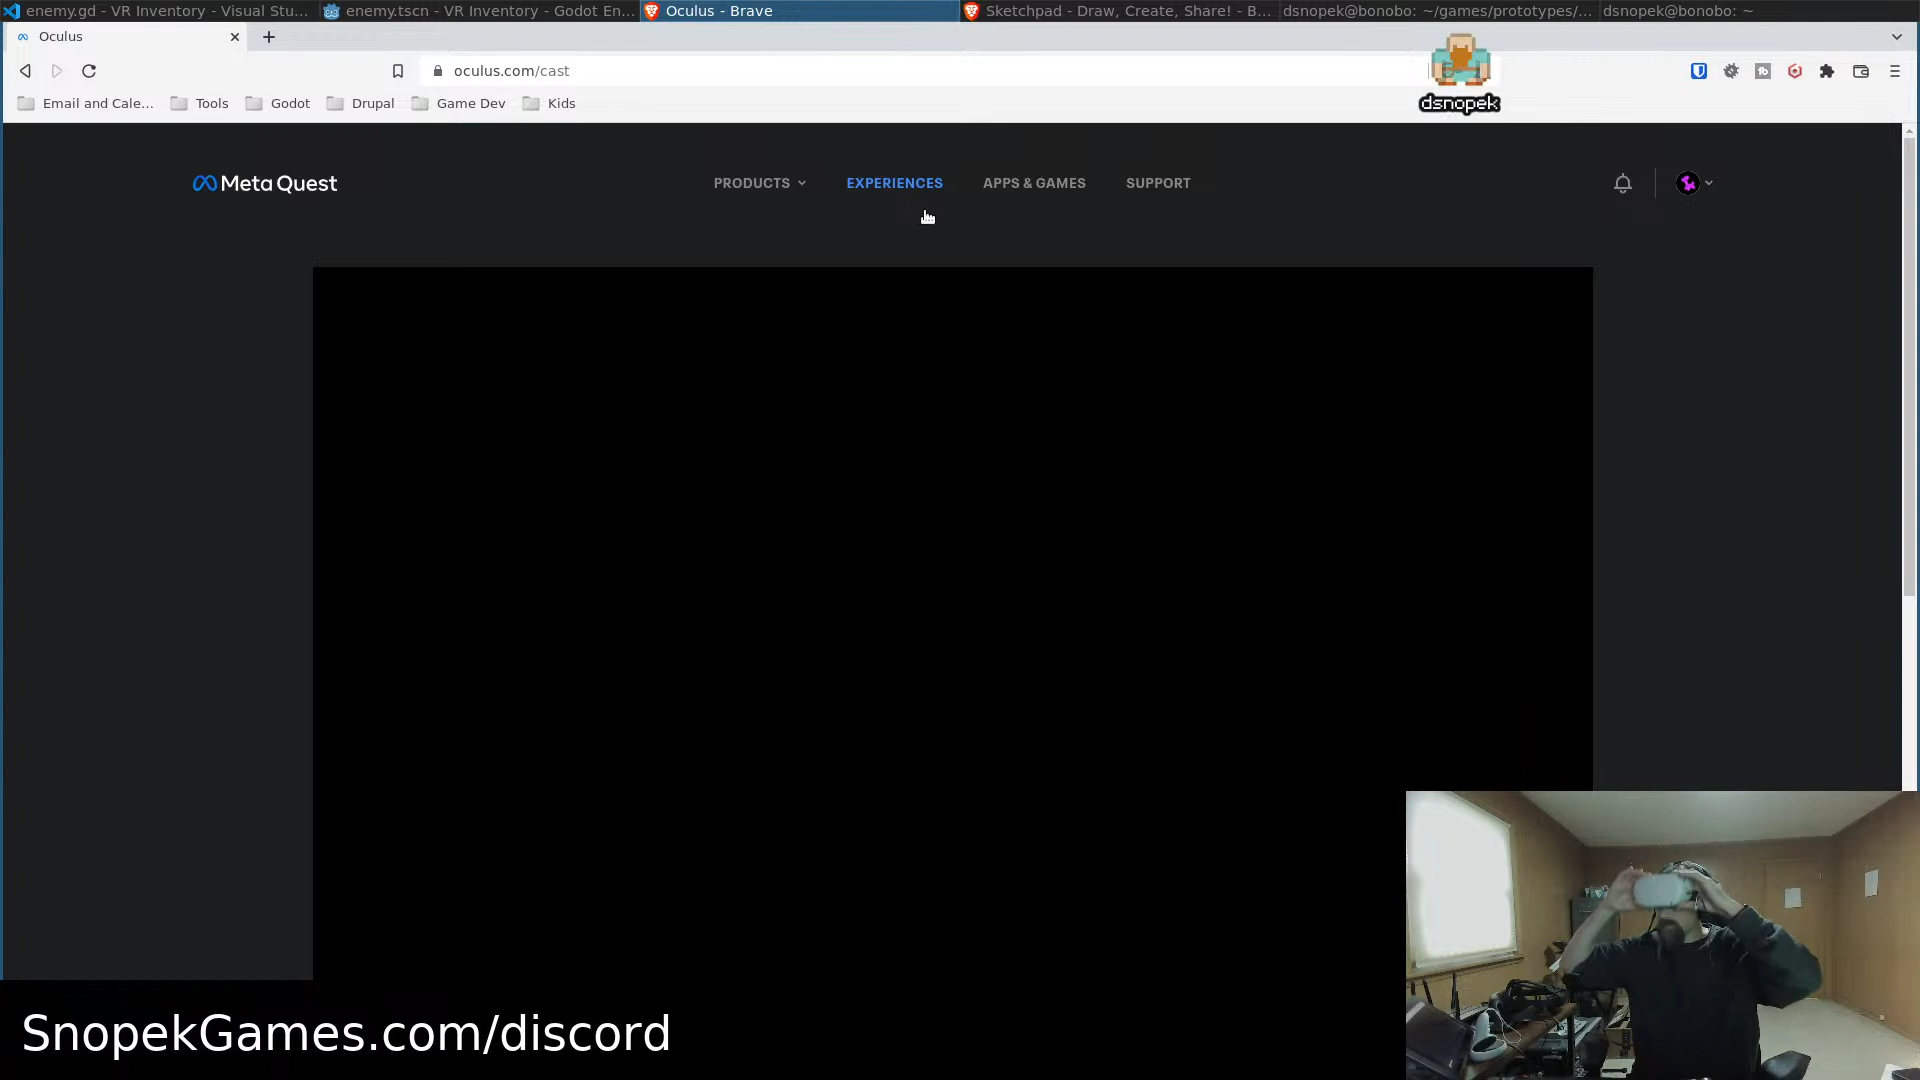 enemy.gd - VR Inventory - Visual Stu...
enemy.tscn - VR Inventory - Godot En...
Oculus - Brave
Sketchpad - Draw, Create, Share! - B...
dsnopek@bonobo: ~/games/prototypes/...
dsnopek@bonobo: ~
Oculus
oculus.com/cast
Email and Cale...
Tools
Godot
Drupal
Game Dev
Kids
dsnopek
Meta Quest
PRODUCTS
EXPERIENCES
APPS & GAMES
SUPPORT
SnopekGames.com/discord